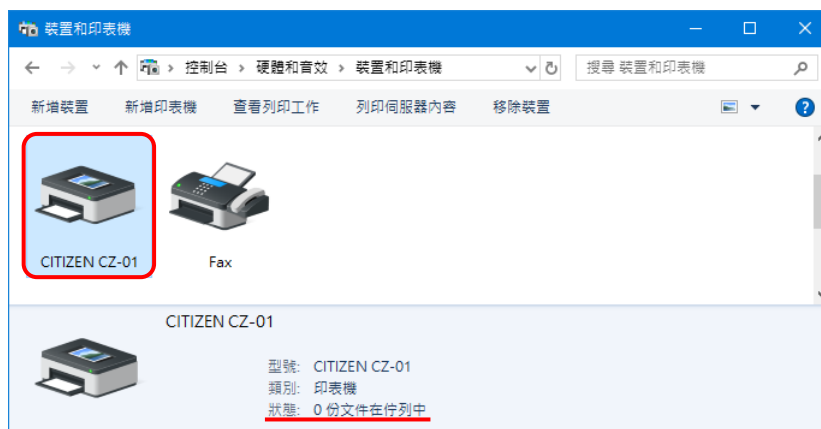 裝置和印表機
控制台 › 硬體和音效 › 裝置和印表機
搜尋 裝置和印表機
新增裝置 新增印表機 查看列印工作 列印伺服器內容 移除裝置
CITIZEN CZ-01 Fax
CITIZEN CZ-01
型號: CITIZEN CZ-01
類別: 印表機
狀態: 0 份文件在佇列中